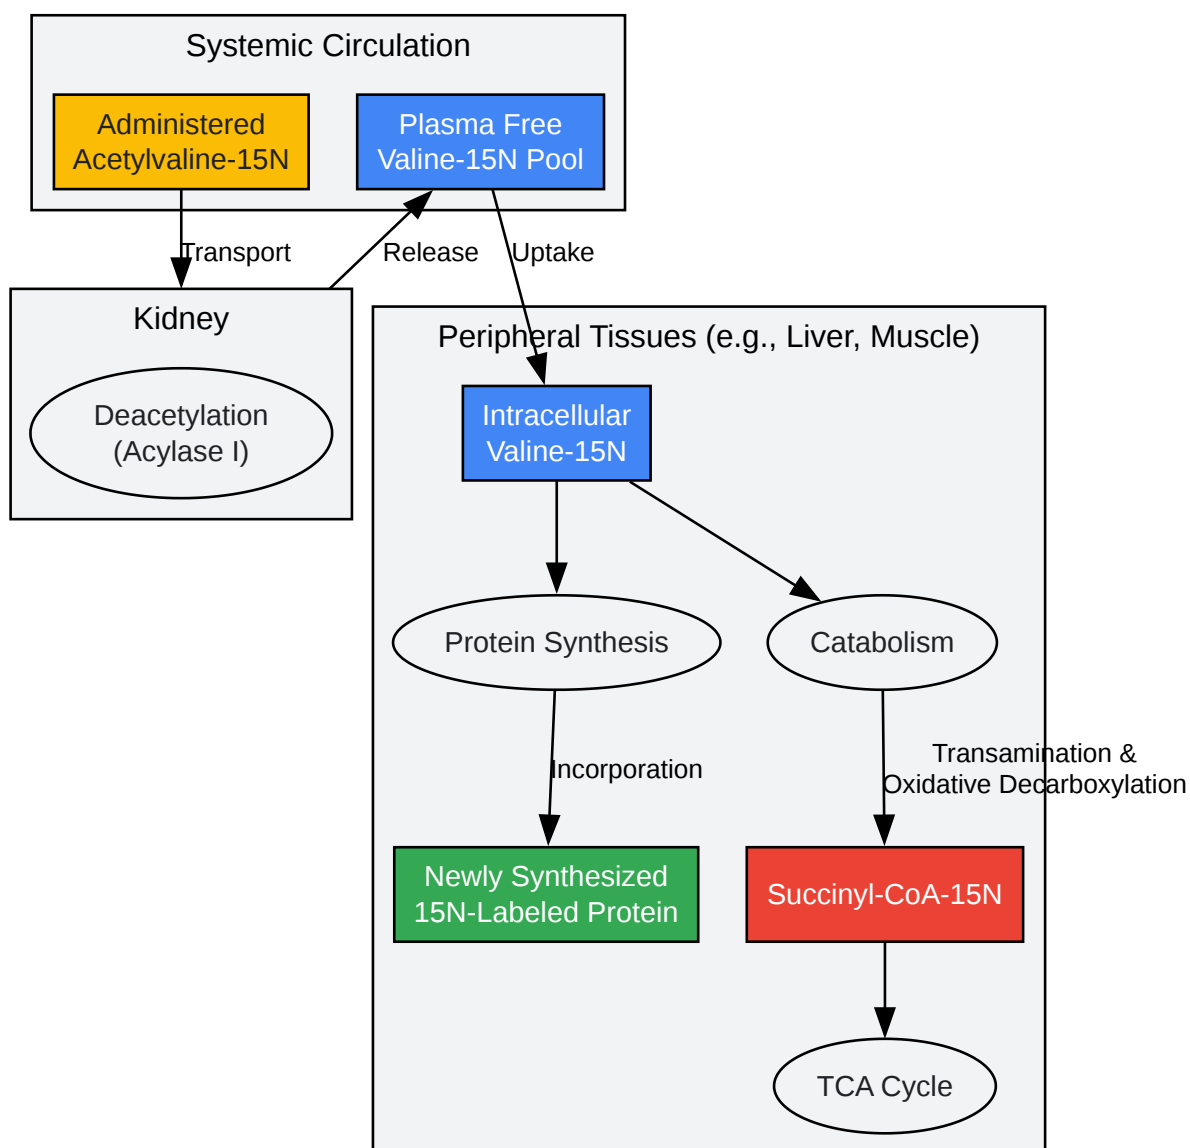 Systemic Circulation
Administered
Acetylvaline-15N
Plasma Free
Valine-15N Pool
Transport
Release
Uptake
Kidney
Deacetylation
(Acylase I)
Peripheral Tissues (e.g., Liver, Muscle)
Intracellular
Valine-15N
Protein Synthesis
Catabolism
Incorporation
Transamination &
Oxidative Decarboxylation
Newly Synthesized
15N-Labeled Protein
Succinyl-CoA-15N
TCA Cycle